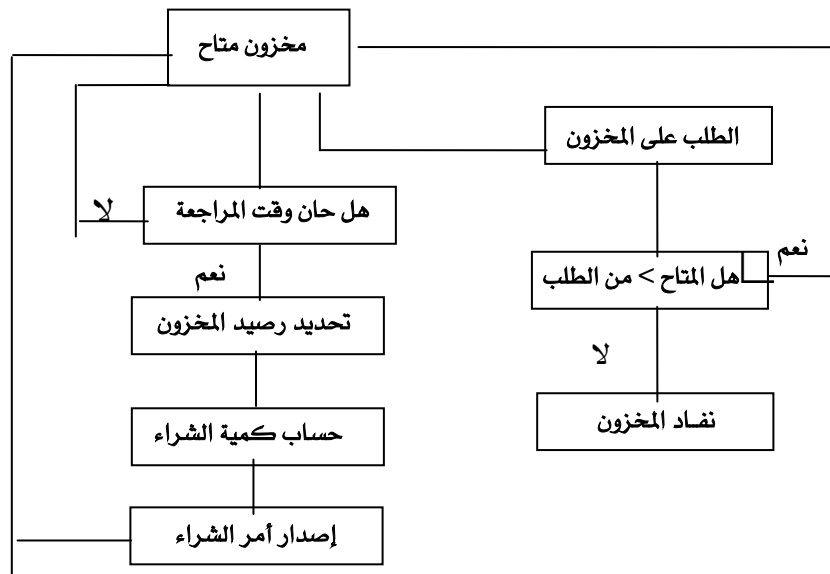 مخزون متاح
الطلب على المخزون
هل حان وقت المراجعة
لا
نعم
هل المتاح > من الطلب
نعم
تحديد رصيد المخزون
لا
نفاد المخزون
حساب كمية الشراء
إصدار أمر الشراء